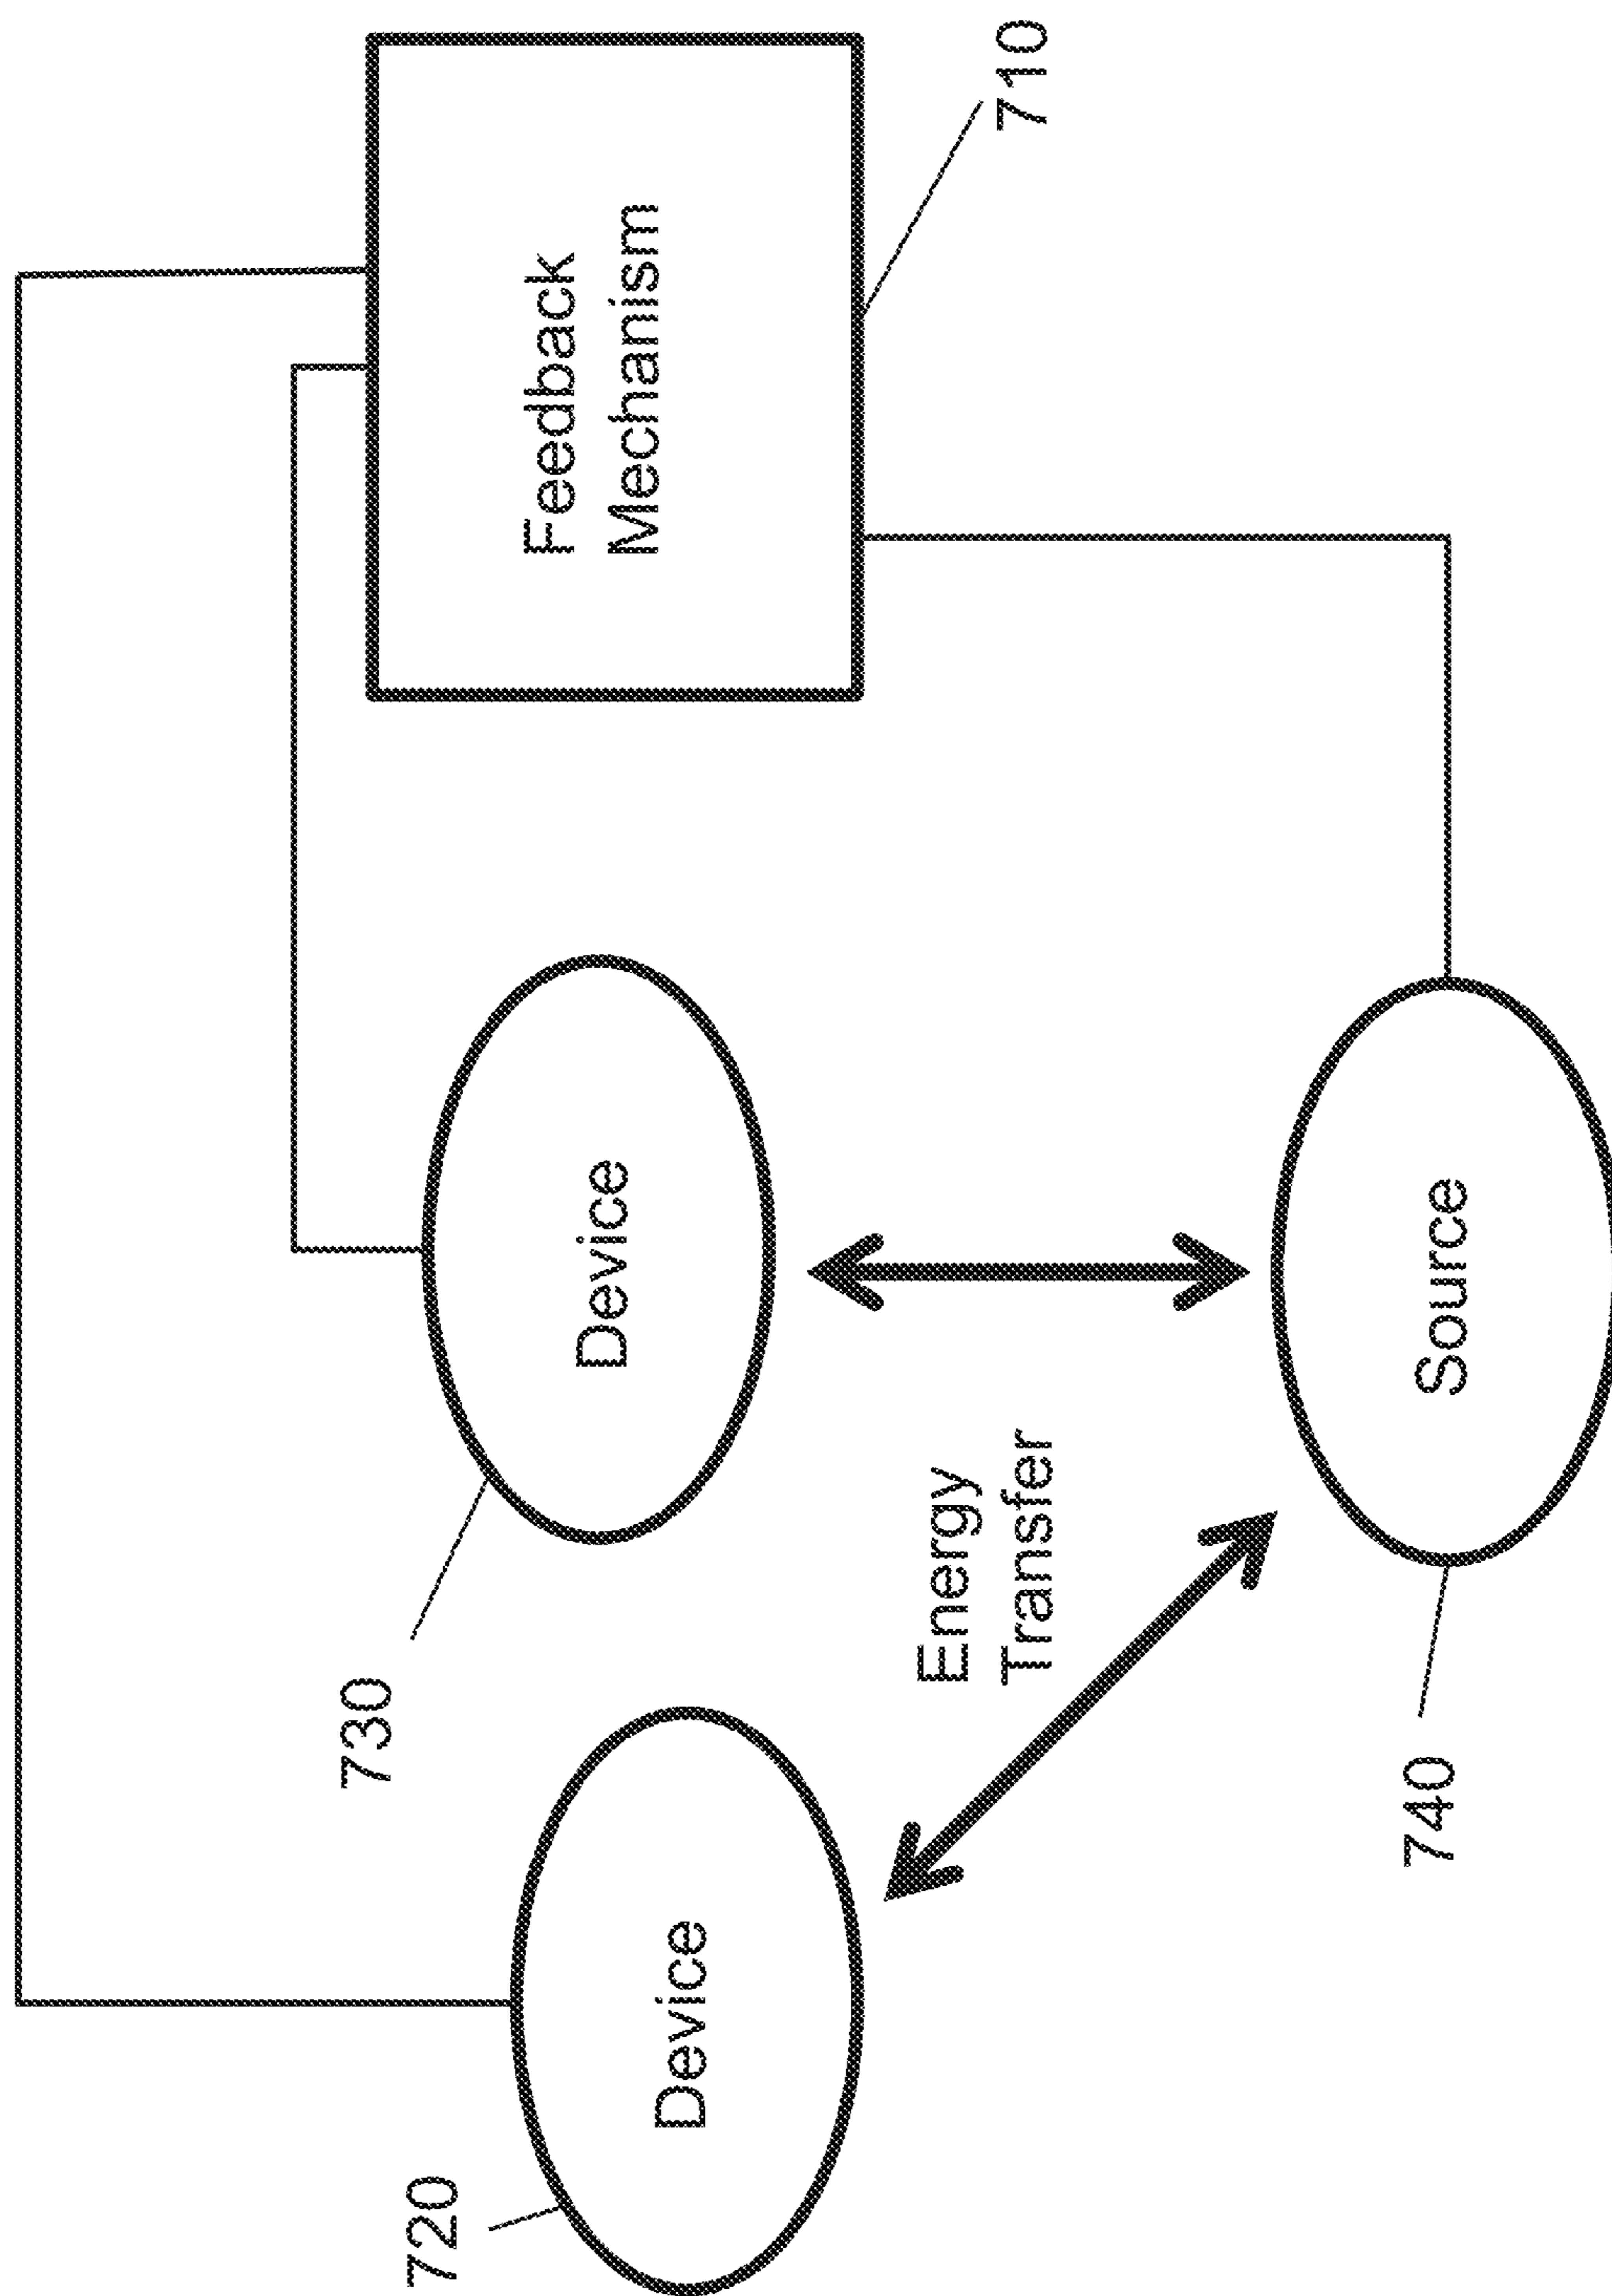 720
Device
730
Device
Energy
Transfer
740
Source
Feedback
Mechanism
710